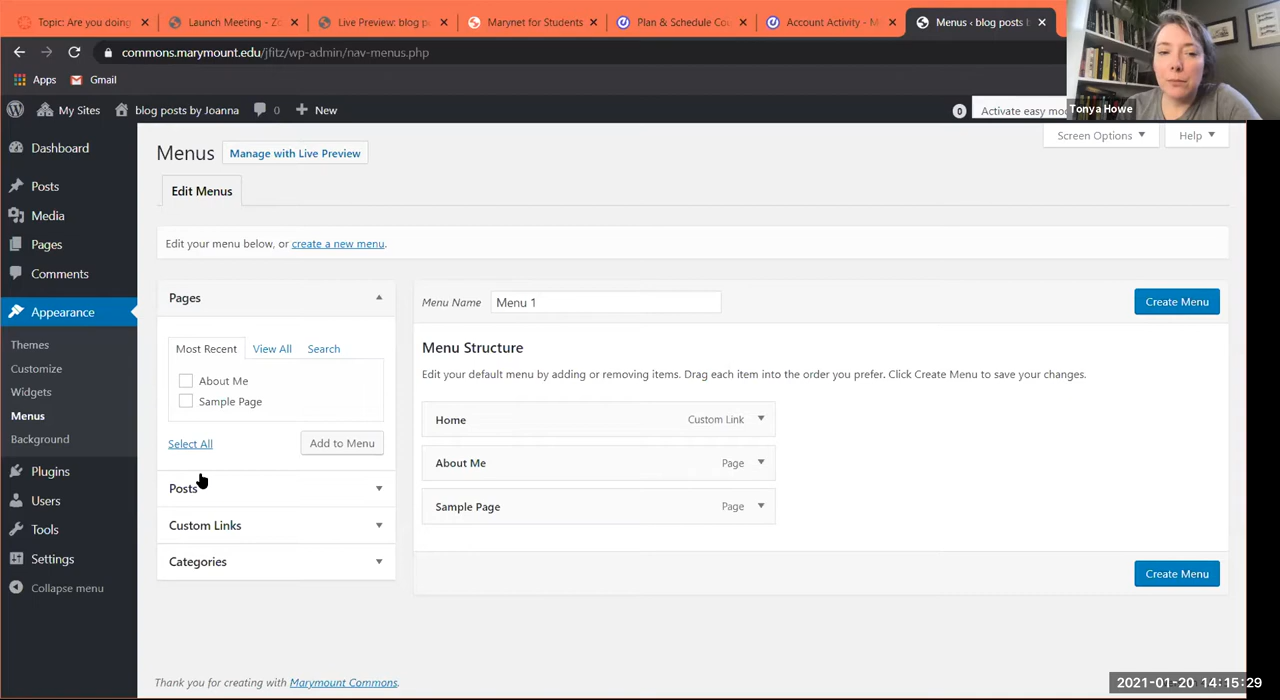 Topic: Are you doing
Launch Meeting - Zo
Live Preview: blog p
Marynet for Students
Plan & Schedule Cou
Account Activity - M
Menus ‹ blog posts b
commons.marymount.edu/jfitz/wp-admin/nav-menus.php
Apps
Gmail
My Sites
blog posts by Joanna
0
New
0
Activate easy mo
Tonya Howe
Screen Options
Help
Dashboard
Posts
Media
Pages
Comments
Appearance
Themes
Customize
Widgets
Menus
Background
Plugins
Users
Tools
Settings
Collapse menu
Menus
Manage with Live Preview
Edit Menus
Edit your menu below, or create a new menu.
Pages
Most Recent
View All
Search
About Me
Sample Page
Select All
Add to Menu
Posts
Custom Links
Categories
Menu Name
Menu 1
Create Menu
Menu Structure
Edit your default menu by adding or removing items. Drag each item into the order you prefer. Click Create Menu to save your changes.
Home
Custom Link
About Me
Page
Sample Page
Page
Create Menu
Thank you for creating with Marymount Commons.
2021-01-20 14:15:29